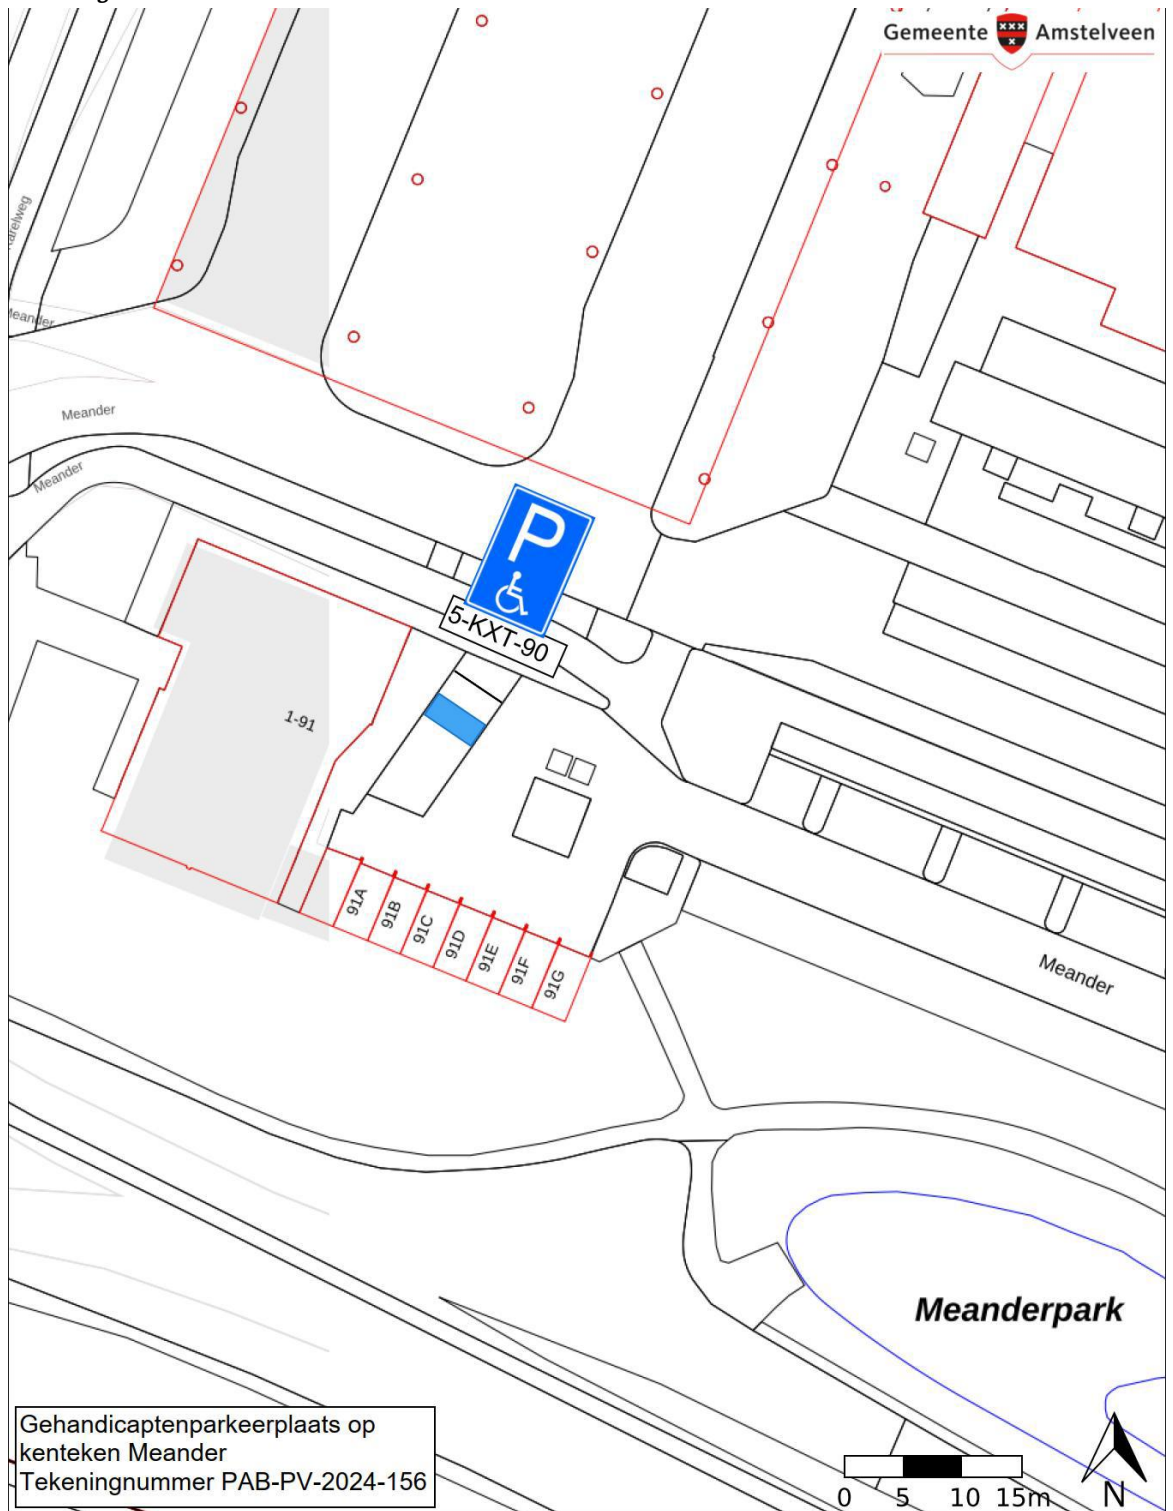 Gemeente Amstelveen
Meander
Meander
Meander
P
5-KXT-90
1-91
91A
91B
91C
91D
91E
91F
91G
Meander
Meanderpark
Gehandicaptenparkeerplaats op
kenteken Meander
Tekeningnummer PAB-PV-2024-156
0 5 10 15m
N